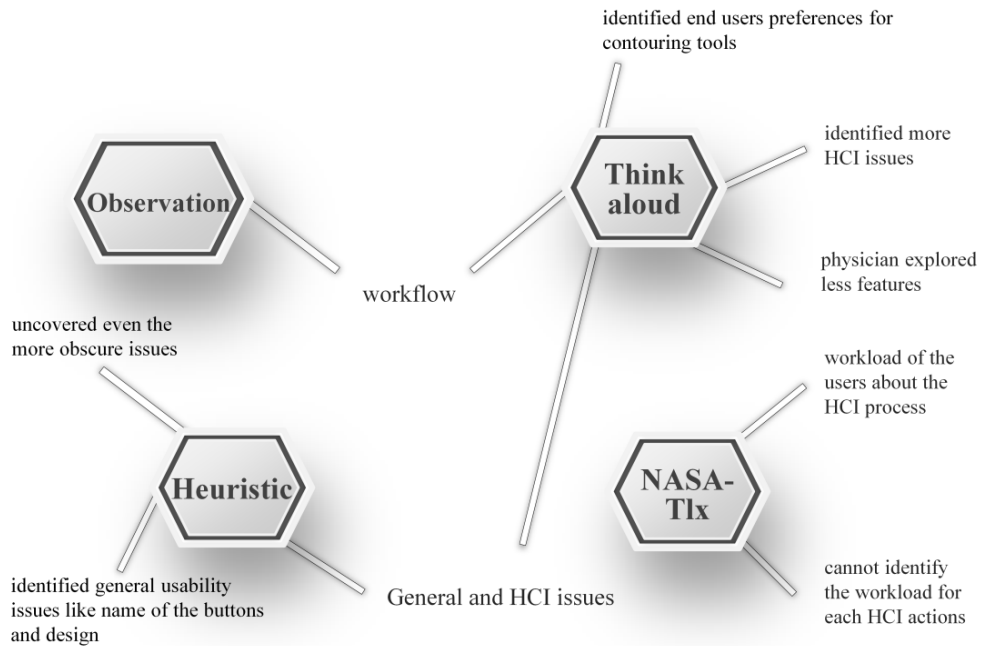 identified end users preferences for
contouring tools
Observation
Think
aloud
identified more
HCI issues
physician explored
less features
workflow
uncovered even the
more obscure issues
workload of the
users about the
HCI process
Heuristic
NASA-
Tlx
identified general usability
issues like name of the buttons
and design
General and HCI issues
cannot identify
the workload for
each HCI actions